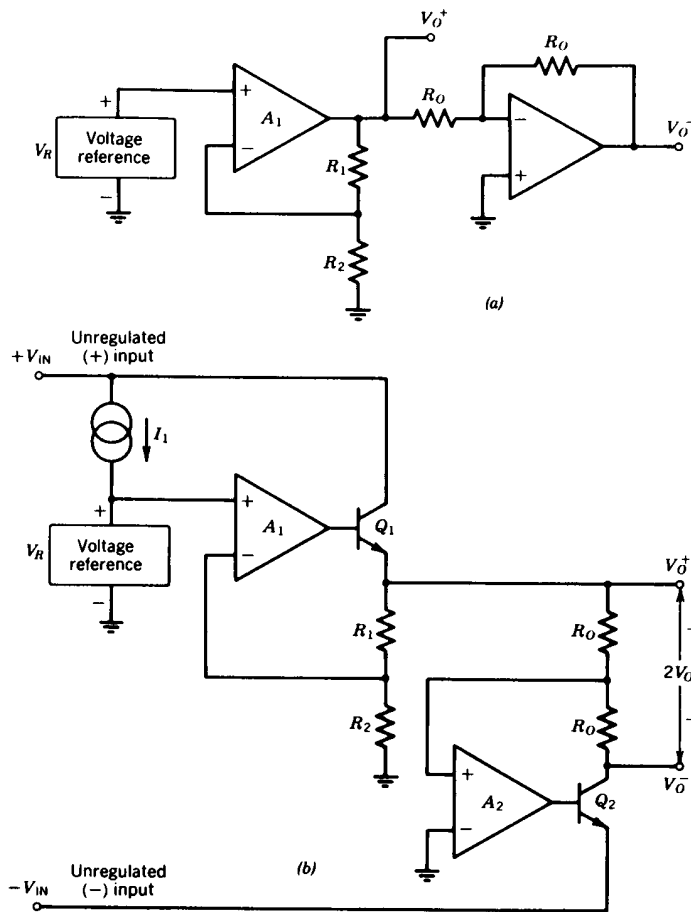 V_O^+
R_O
R_O
+
+
−
V_R
Voltage
reference
A_1
−
−
+
V_O^-
R_1
R_2
(a)
Unregulated
(+) input
+V_IN
I_1
+
+
V_R
Voltage
reference
A_1
Q_1
−
−
V_O^+
R_1
R_O
2V_O
R_2
R_O
+
−
A_2
Q_2
V_O^-
(b)
Unregulated
(−) input
−V_IN